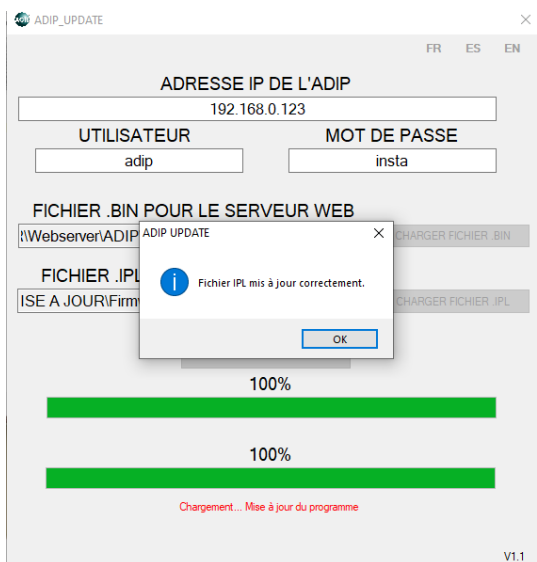 ADIP_UPDATE
FR ES EN
ADRESSE IP DE L'ADIP
192.168.0.123
UTILISATEUR MOT DE PASSE
adip insta
FICHIER .BIN POUR LE SERVEUR WEB
\Webserver\ADIP CHARGER FICHIER .BIN
ADIP UPDATE
Fichier IPL mis à jour correctement.
OK
FICHIER .IPL
ISE A JOUR\Firm CHARGER FICHIER .IPL
100%
100%
Chargement... Mise à jour du programme
V1.1